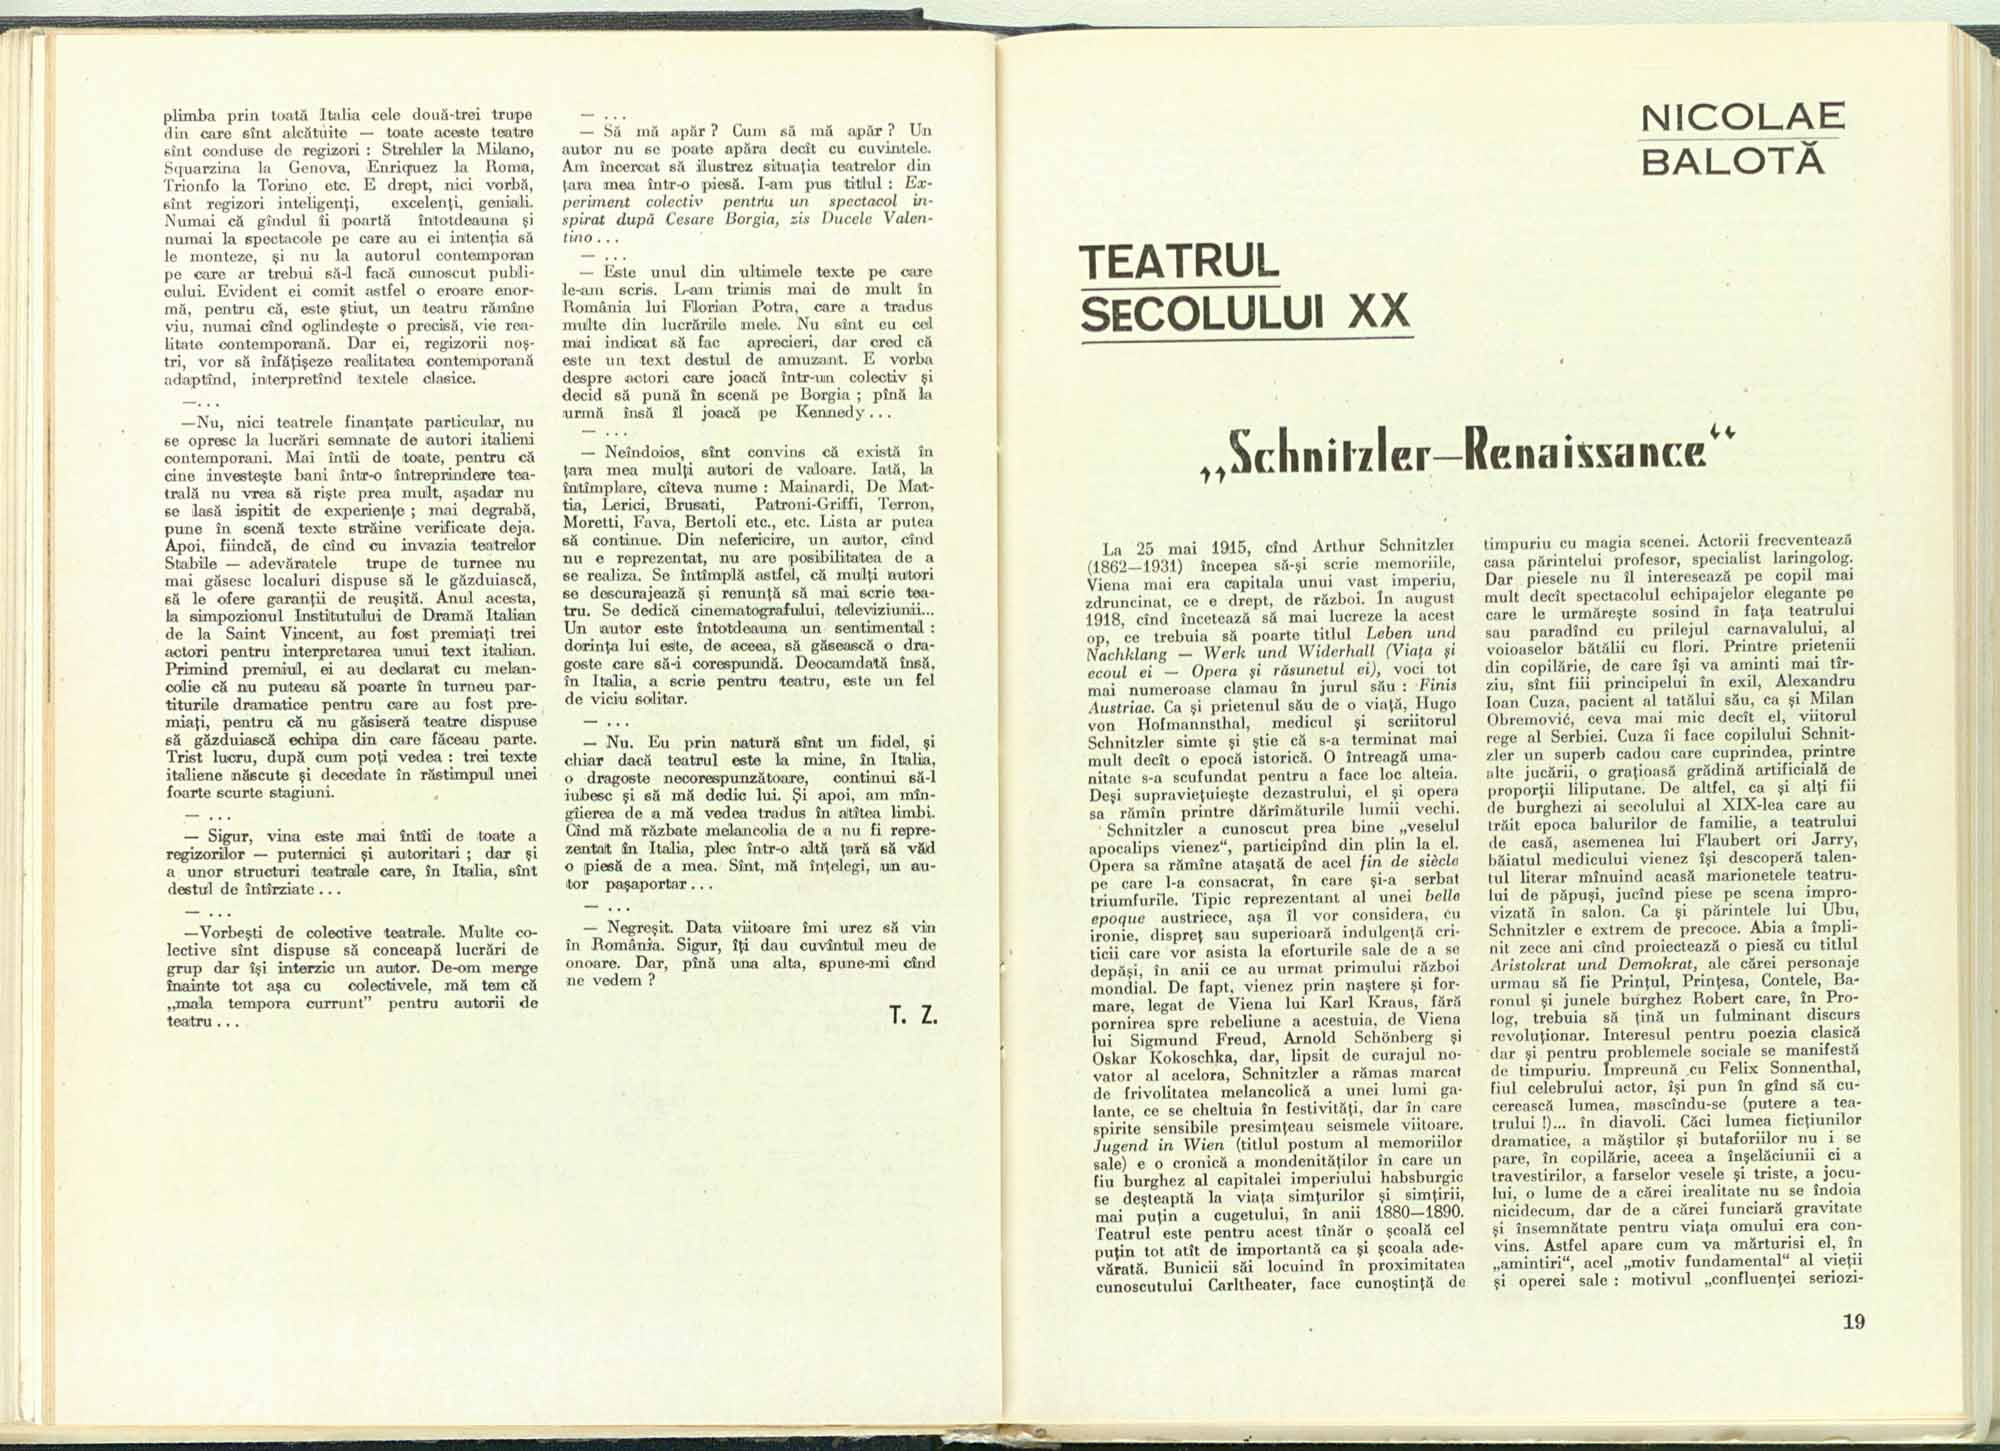 plimba prin toată Italia cele două-trei trupe
din care sînt alcătuite — toate aceste teatre
sînt conduse de regizori : Strehler la Milano,
Squarzina la Genova, Enriquez la Roma,
Trionfo la Torino etc. E drept, nici vorbă,
sînt regizori inteligenți, excelenți, geniali.
Numai că gîndul îi poartă întotdeauna și
numai la spectacole pe care au ei intenția să
le monteze, și nu la autorul contemporan
pe care ar trebui să-l facă cunoscut publi-
cului. Evident ei comit astfel o eroare enor-
mă, pentru că, este știut, un teatru rămîne
viu, numai cînd oglindește o precisă, vie rea-
litate contemporană. Dar ei, regizorii noș-
tri, vor să înfățișeze realitatea contemporană
adaptînd, interpretînd textele clasice.
—...
—Nu, nici teatrele finanțate particular, nu
se opresc la lucrări semnate de autori italieni
contemporani. Mai întîi de toate, pentru că
cine investește bani într-o întreprindere tea-
trală nu vrea să riște prea mult, așadar nu
se lasă ispitit de experiențe ; mai degrabă,
pune în scenă texte străine verificate deja.
Apoi, fiindcă, de cînd cu invazia teatrelor
Stabile — adevăratele trupe de turnee nu
mai găsesc localuri dispuse să le găzduiască,
să le ofere garanții de reușită. Anul acesta,
la simpozionul Institutului de Dramă Italian
de la Saint Vincent, au fost premiați trei
actori pentru interpretarea unui text italian.
Primind premiul, ei au declarat cu melan-
colie că nu puteau să poarte în turneu par-
titurile dramatice pentru care au fost pre-
miați, pentru că nu găsiseră teatre dispuse
să găzduiască echipa din care făceau parte.
Trist lucru, după cum poți vedea : trei texte
italiene născute și decedate în răstimpul unei
foarte scurte stagiuni.
— ...
— Sigur, vina este mai întîi de toate a
regizorilor — puternici și autoritari ; dar și
a unor structuri teatrale care, în Italia, sînt
destul de întîrziate ...
— ...
—Vorbești de colective teatrale. Multe co-
lective sînt dispuse să conceapă lucrări de
grup dar își interzic un autor. De-om merge
înainte tot așa cu colectivele, mă tem că
„mala tempora currunt” pentru autorii de
teatru ...
— ...
— Să mă apăr ? Cum să mă apăr ? Un
autor nu se poate apăra decît cu cuvintele.
Am încercat să ilustrez situația teatrelor din
țara mea într-o piesă. I-am pus titlul : Ex-
periment colectiv pentru un spectacol in-
spirat după Cesare Borgia, zis Ducele Valen-
tino ...
— ...
— Este unul din ultimele texte pe care
le-am scris. L-am trimis mai de mult în
România lui Florian Potra, care a tradus
multe din lucrările mele. Nu sînt eu cel
mai indicat să fac aprecieri, dar cred că
este un text destul de amuzant. E vorba
despre actori care joacă într-un colectiv și
decid să pună în scenă pe Borgia ; pînă la
urmă însă îl joacă pe Kennedy ...
— ...
— Neîndoios, sînt convins că există în
țara mea mulți autori de valoare. Iată, la
întîmplare, cîteva nume : Mainardi, De Mat-
tia, Lerici, Brusati, Patroni-Griffi, Terron,
Moretti, Fava, Bertoli etc., etc. Lista ar putea
să continue. Din nefericire, un autor, cînd
nu e reprezentat, nu are posibilitatea de a
se realiza. Se întîmplă astfel, că mulți autori
se descurajează și renunță să mai scrie tea-
tru. Se dedică cinematografului, televiziunii...
Un autor este întotdeauna un sentimental :
dorința lui este, de aceea, să găsească o dra-
goste care să-i corespundă. Deocamdată însă,
în Italia, a scrie pentru teatru, este un fel
de viciu solitar.
— ...
— Nu. Eu prin natură sînt un fidel, și
chiar dacă teatrul este la mine, în Italia,
o dragoste necorespunzătoare, continui să-l
iubesc și să mă dedic lui. Și apoi, am mîn-
gîierea de a mă vedea tradus în atîtea limbi.
Cînd mă răzbate melancolia de a nu fi repre-
zentat în Italia, plec într-o altă țară să văd
o piesă de a mea. Sînt, mă înțelegi, un au-
tor pașaportar ...
— ...
— Negreșit. Data viitoare îmi urez să vin
în România. Sigur, îți dau cuvîntul meu de
onoare. Dar, pînă una alta, spune-mi cînd
ne vedem ?
T. Z.
NICOLAE
BALOTĂ
TEATRUL
SECOLULUI XX
„Schnitzler—Renaissance“
La 25 mai 1915, cînd Arthur Schnitzler
(1862—1931) începea să-și scrie memoriile,
Viena mai era capitala unui vast imperiu,
zdruncinat, ce e drept, de război. În august
1918, cînd încetează să mai lucreze la acest
op, ce trebuia să poarte titlul Leben und
Nachklang — Werk und Widerhall (Viața și
ecoul ei — Opera și răsunetul ei), voci tot
mai numeroase clamau în jurul său : Finis
Austriae. Ca și prietenul său de o viață, Hugo
von Hofmannsthal, medicul și scriitorul
Schnitzler simte și știe că s-a terminat mai
mult decît o epocă istorică. O întreagă uma-
nitate s-a scufundat pentru a face loc alteia.
Deși supraviețuiește dezastrului, el și opera
sa rămîn printre dărîmăturile lumii vechi.
Schnitzler a cunoscut prea bine „veselul
apocalips vienez“, participînd din plin la el.
Opera sa rămîne atașată de acel fin de siècle
pe care l-a consacrat, în care și-a serbat
triumfurile. Tipic reprezentant al unei belle
epoque austriece, așa îl vor considera, cu
ironie, dispreț sau superioară indulgență cri-
ticii care vor asista la eforturile sale de a se
depăși, în anii ce au urmat primului război
mondial. De fapt, vienez prin naștere și for-
mare, legat de Viena lui Karl Kraus, fără
pornirea spre rebeliune a acestuia, de Viena
lui Sigmund Freud, Arnold Schönberg și
Oskar Kokoschka, dar, lipsit de curajul no-
vator al acelora, Schnitzler a rămas marcat
de frivolitatea melancolică a unei lumi ga-
lante, ce se cheltuia în festivități, dar în care
spirite sensibile presimțeau seismele viitoare.
Jugend in Wien (titlul postum al memoriilor
sale) e o cronică a mondenităților în care un
fiu burghez al capitalei imperiului habsburgic
se deșteaptă la viața simțurilor și simțirii,
mai puțin a cugetului, în anii 1880—1890.
Teatrul este pentru acest tînăr o școală cel
puțin tot atît de importantă ca și școala ade-
vărată. Bunicii săi locuind în proximitatea
cunoscutului Carltheater, face cunoștință de
timpuriu cu magia scenei. Actorii frecventează
casa părintelui profesor, specialist laringolog.
Dar piesele nu îl interesează pe copil mai
mult decît spectacolul echipajelor elegante pe
care le urmărește sosind în fața teatrului
sau paradînd cu prilejul carnavalului, al
voioaselor bătălii cu flori. Printre prietenii
din copilărie, de care își va aminti mai tîr-
ziu, sînt fiii principelui în exil, Alexandru
Ioan Cuza, pacient al tatălui său, ca și Milan
Obremović, ceva mai mic decît el, viitorul
rege al Serbiei. Cuza îi face copilului Schnit-
zler un superb cadou care cuprindea, printre
alte jucării, o grațioasă grădină artificială de
proporții liliputane. De altfel, ca și alți fii
de burghezi ai secolului al XIX-lea care au
trăit epoca balurilor de familie, a teatrului
de casă, asemenea lui Flaubert ori Jarry,
băiatul medicului vienez își descoperă talen-
tul literar mînuind acasă marionetele teatru-
lui de păpuși, jucînd piese pe scena impro-
vizată în salon. Ca și părintele lui Ubu,
Schnitzler e extrem de precoce. Abia a împli-
nit zece ani cînd proiectează o piesă cu titlul
Aristokrat und Demokrat, ale cărei personaje
urmau să fie Prințul, Prințesa, Contele, Ba-
ronul și junele burghez Robert care, în Pro-
log, trebuia să țină un fulminant discurs
revoluționar. Interesul pentru poezia clasică
dar și pentru problemele sociale se manifestă
de timpuriu. Împreună cu Felix Sonnenthal,
fiul celebrului actor, își pun în gînd să cu-
cerească lumea, mascîndu-se (putere a tea-
trului !)... în diavoli. Căci lumea ficțiunilor
dramatice, a măștilor și butaforiilor nu i se
pare, în copilărie, aceea a înșelăciunii ci a
travestirilor, a farselor vesele și triste, a jocu-
lui, o lume de a cărei irealitate nu se îndoia
nicidecum, dar de a cărei funciară gravitate
și însemnătate pentru viața omului era con-
vins. Astfel apare cum va mărturisi el, în
„amintiri“, acel „motiv fundamental“ al vieții
și operei sale : motivul „confluenței seriozi-
19